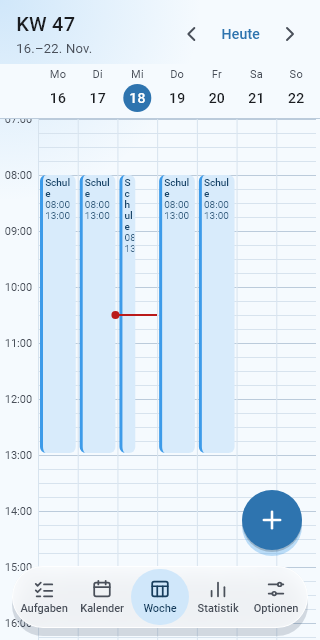 KW 47
16.–22. Nov.
Heute
Mo Di Mi Do Fr Sa So
16 17 18 19 20 21 22
07:00
08:00
Schul
e
08:00
13:00
Schul
e
08:00
13:00
S
c
h
ul
e
08
13
Schul
e
08:00
13:00
Schul
e
08:00
13:00
09:00
10:00
11:00
12:00
13:00
14:00
15:00
Aufgaben Kalender Woche Statistik Optionen
16:00